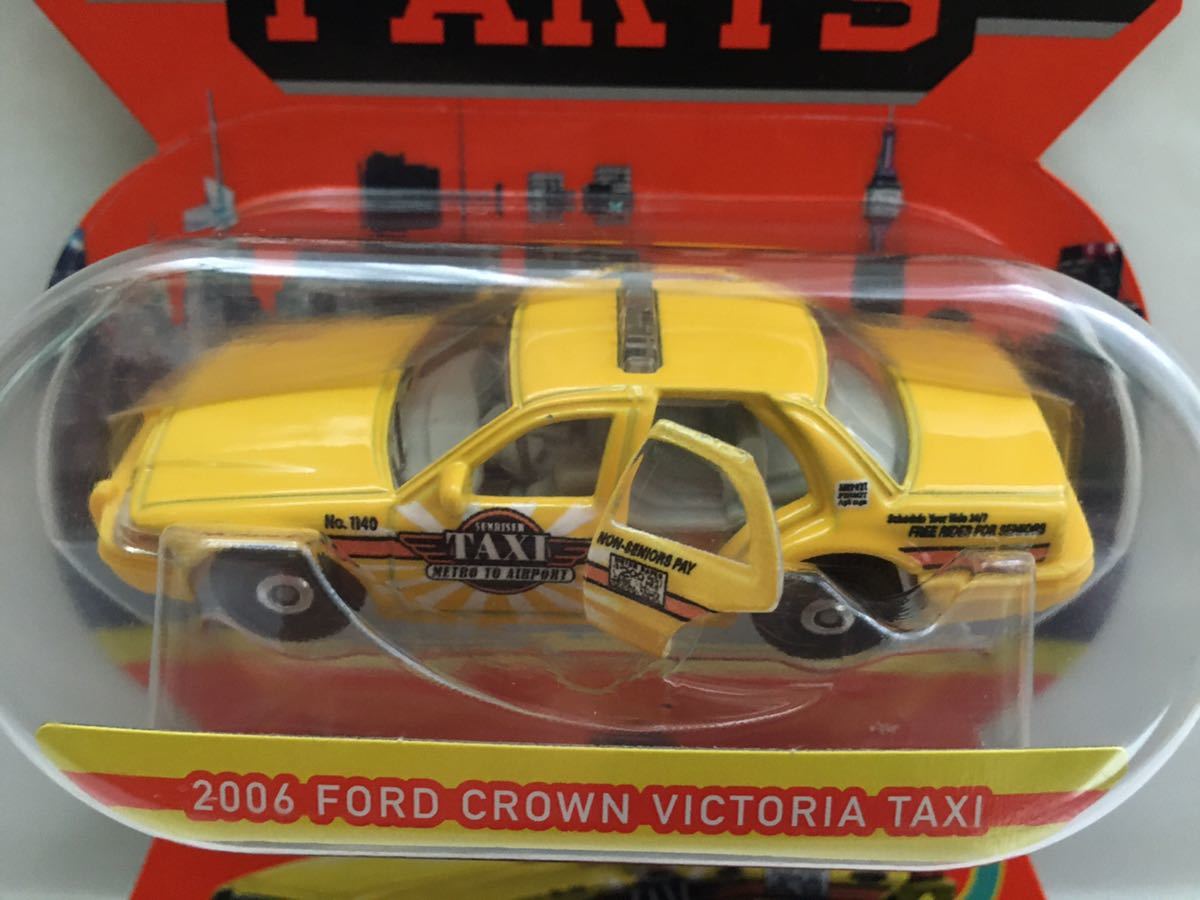 PARTS
No. 1140
SUNRISER
TAXI
METRO TO AIRPORT
NON-SENIORS PAY
Schedule Your Ride 24/7
FREE RIDES FOR SENIORS
2006 FORD CROWN VICTORIA TAXI